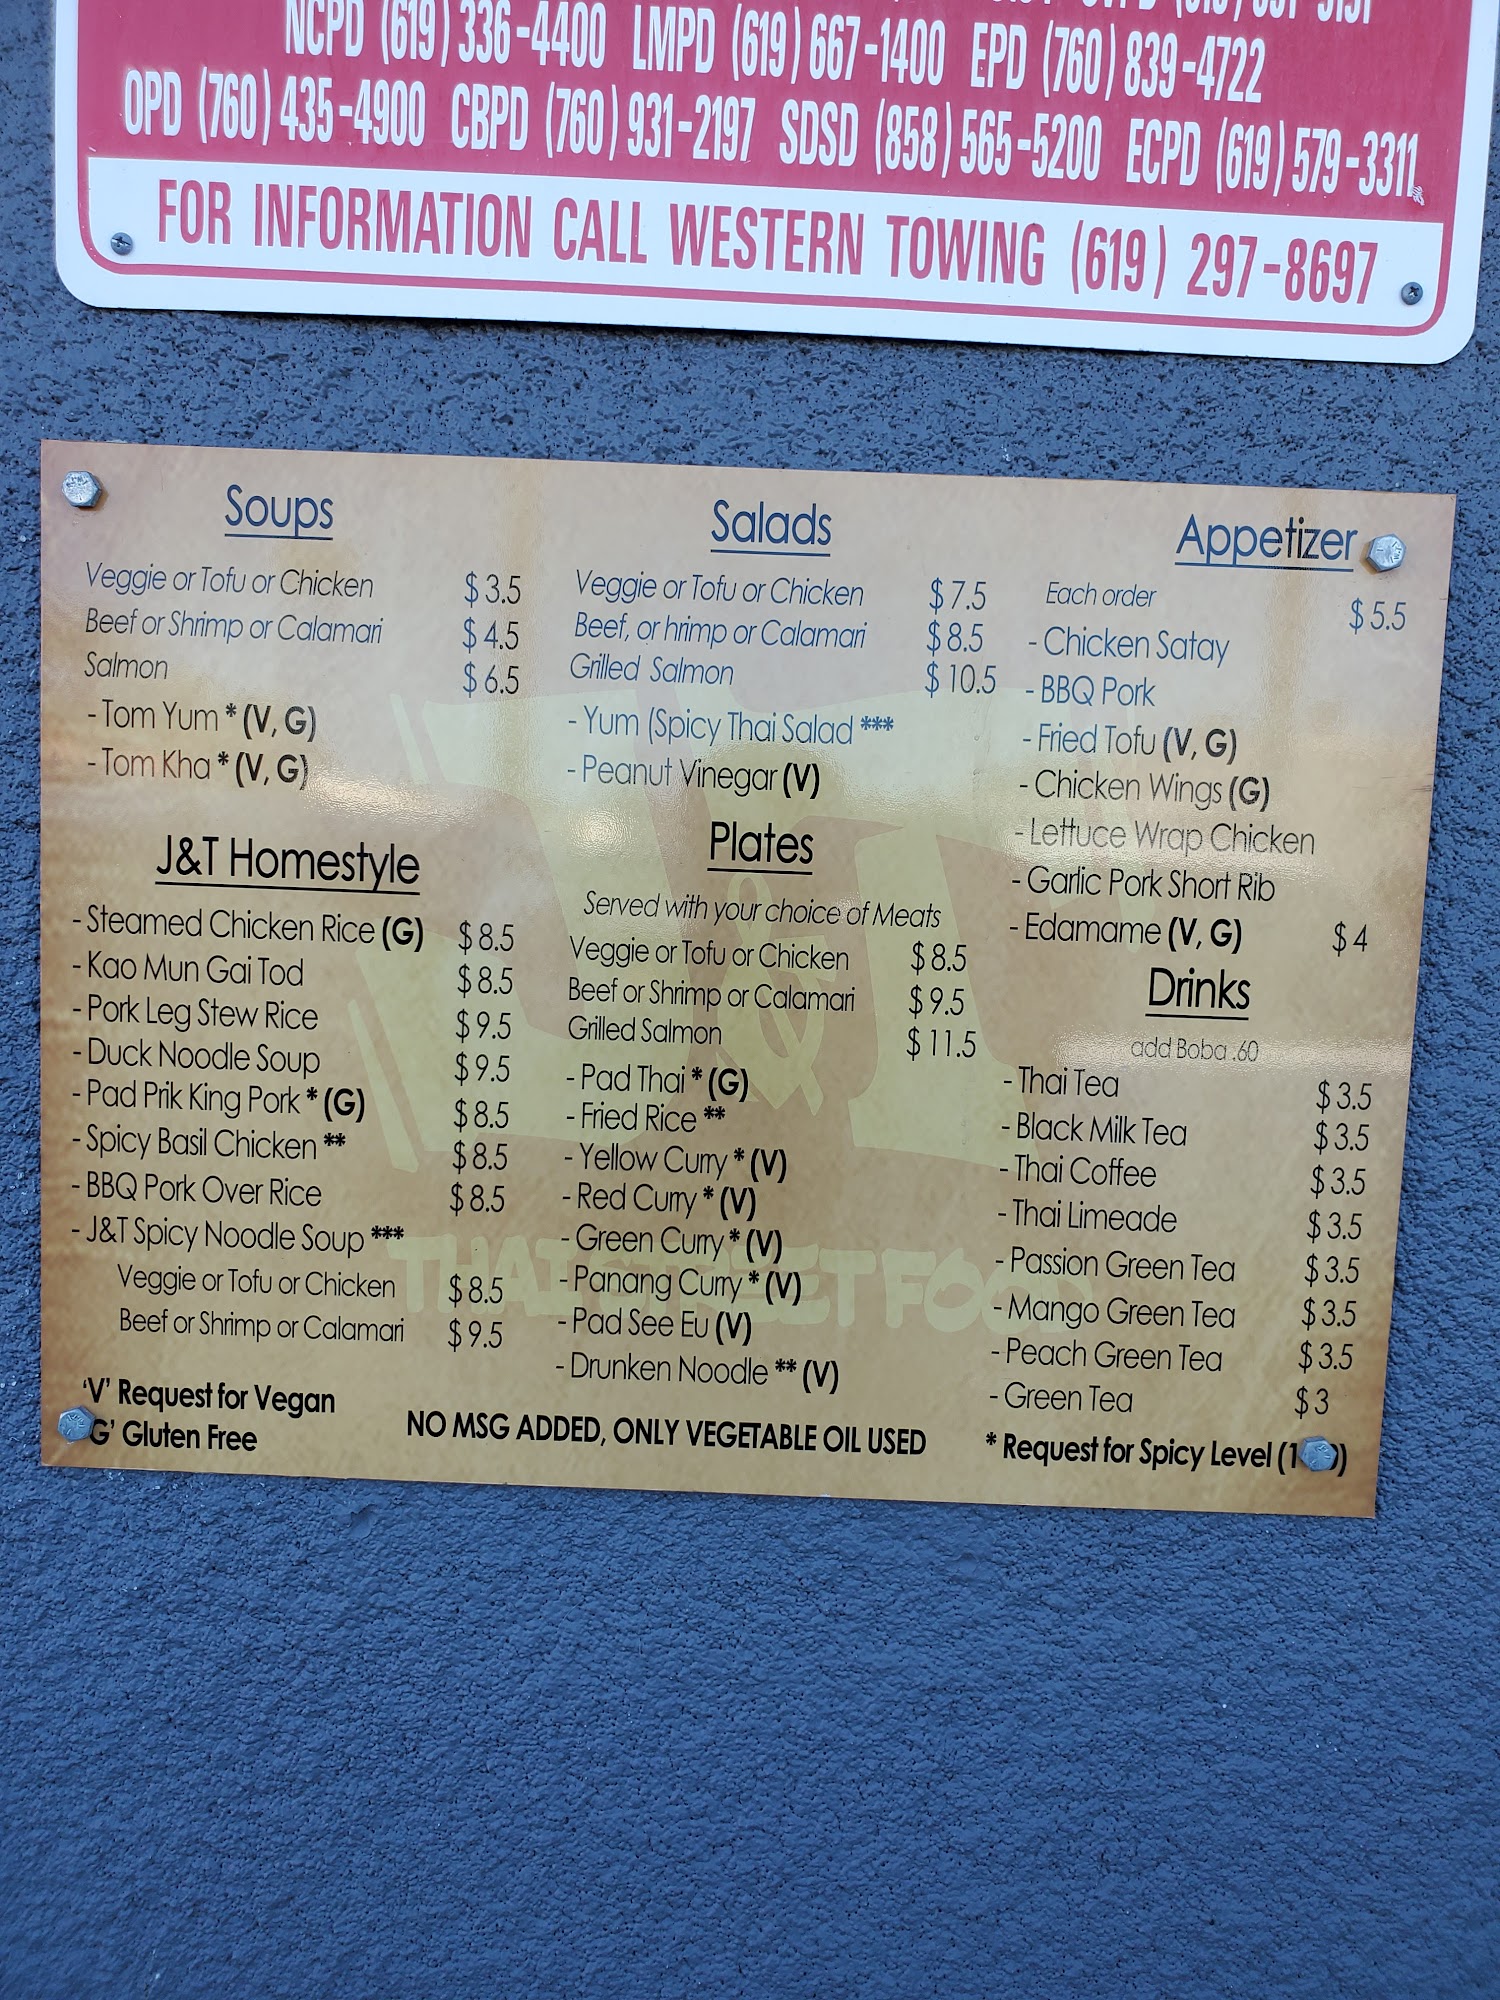 NCPD (619) 336-4400 LMPD (619) 667-1400 EPD (760) 839-4722
OPD (760) 435-4900 CBPD (760) 931-2197 SDSD (858) 565-5200 ECPD (619) 579-3311
FOR INFORMATION CALL WESTERN TOWING (619) 297-8697
Soups
Veggie or Tofu or Chicken $3.5
Beef or Shrimp or Calamari $4.5
Salmon $6.5
- Tom Yum * (V, G)
- Tom Kha * (V, G)
J&T Homestyle
- Steamed Chicken Rice (G) $8.5
- Kao Mun Gai Tod $8.5
- Pork Leg Stew Rice $9.5
- Duck Noodle Soup $9.5
- Pad Prik King Pork * (G) $8.5
- Spicy Basil Chicken ** $8.5
- BBQ Pork Over Rice $8.5
- J&T Spicy Noodle Soup ***
Veggie or Tofu or Chicken $8.5
Beef or Shrimp or Calamari $9.5
'V' Request for Vegan
G' Gluten Free
Salads
Veggie or Tofu or Chicken $7.5
Beef, or hrimp or Calamari $8.5
Grilled Salmon $10.5
- Yum (Spicy Thai Salad ***
- Peanut Vinegar (V)
Plates
Served with your choice of Meats
Veggie or Tofu or Chicken $8.5
Beef or Shrimp or Calamari $9.5
Grilled Salmon $11.5
- Pad Thai * (G)
- Fried Rice **
- Yellow Curry * (V)
- Red Curry * (V)
- Green Curry * (V)
- Panang Curry * (V)
- Pad See Eu (V)
- Drunken Noodle ** (V)
NO MSG ADDED, ONLY VEGETABLE OIL USED
Appetizer
Each order $5.5
- Chicken Satay
- BBQ Pork
- Fried Tofu (V, G)
- Chicken Wings (G)
- Lettuce Wrap Chicken
- Garlic Pork Short Rib
- Edamame (V, G) $4
Drinks
add Boba .60
- Thai Tea $3.5
- Black Milk Tea $3.5
- Thai Coffee $3.5
- Thai Limeade $3.5
- Passion Green Tea $3.5
- Mango Green Tea $3.5
- Peach Green Tea $3.5
- Green Tea $3
* Request for Spicy Level
J&T
THAI STREET FOOD